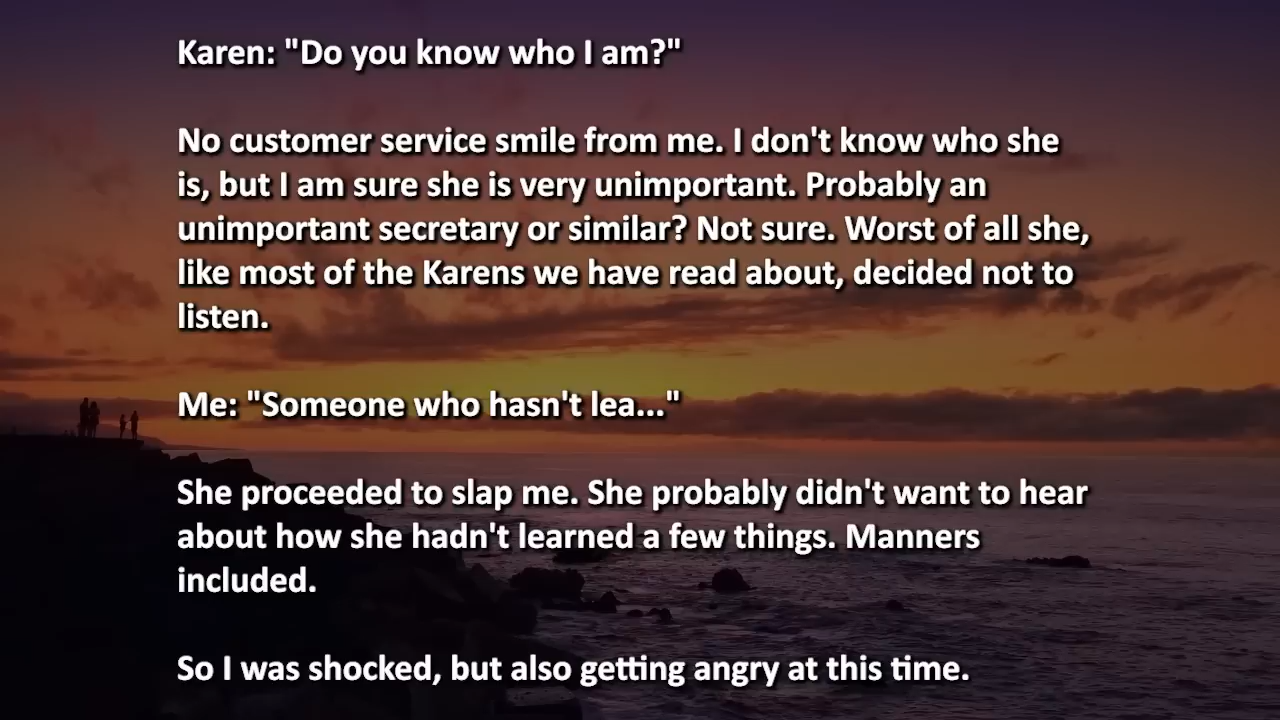 Karen: "Do you know who I am?"
No customer service smile from me. I don't know who she
is, but I am sure she is very unimportant. Probably an
unimportant secretary or similar? Not sure. Worst of all she,
like most of the Karens we have read about, decided not to
listen.
Me: "Someone who hasn't lea..."
She proceeded to slap me. She probably didn't want to hear
about how she hadn't learned a few things. Manners
included.
So I was shocked, but also getting angry at this time.